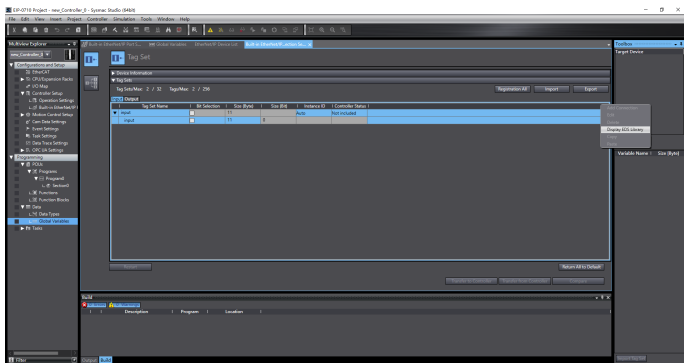 EIP-0710 Project - new_Controller_0 - Sysmac Studio (64bit)
File Edit View Insert Project Controller Simulation Tools Window Help
Multiview Explorer
new_Controller_0
Configurations and Setup
EtherCAT
CPU/Expansion Racks
I/O Map
Controller Setup
Operation Settings
Built-in EtherNet/IP
Motion Control Setup
Cam Data Settings
Event Settings
Task Settings
Data Trace Settings
OPC UA Settings
Programming
POUs
Programs
Program0
Section0
Functions
Function Blocks
Data
Data Types
Global Variables
Tasks
Filter
Global Variables
EtherNet/IP Device List
Tag Set
Device Information
Tag Sets
Tag Sets/Max: 2 / 32 Tags/Max: 2 / 256
Registration All
Import
Export
Input Output
Tag Set Name Bit Selection Size (Byte) Size (Bit) Instance ID Controller Status
input 11 Auto Not included
input 11 0
Return All to Default
Build
Description Program Location
Output Build
Toolbox
Target Device
Display EDS Library
Variable Name Size (Byte)